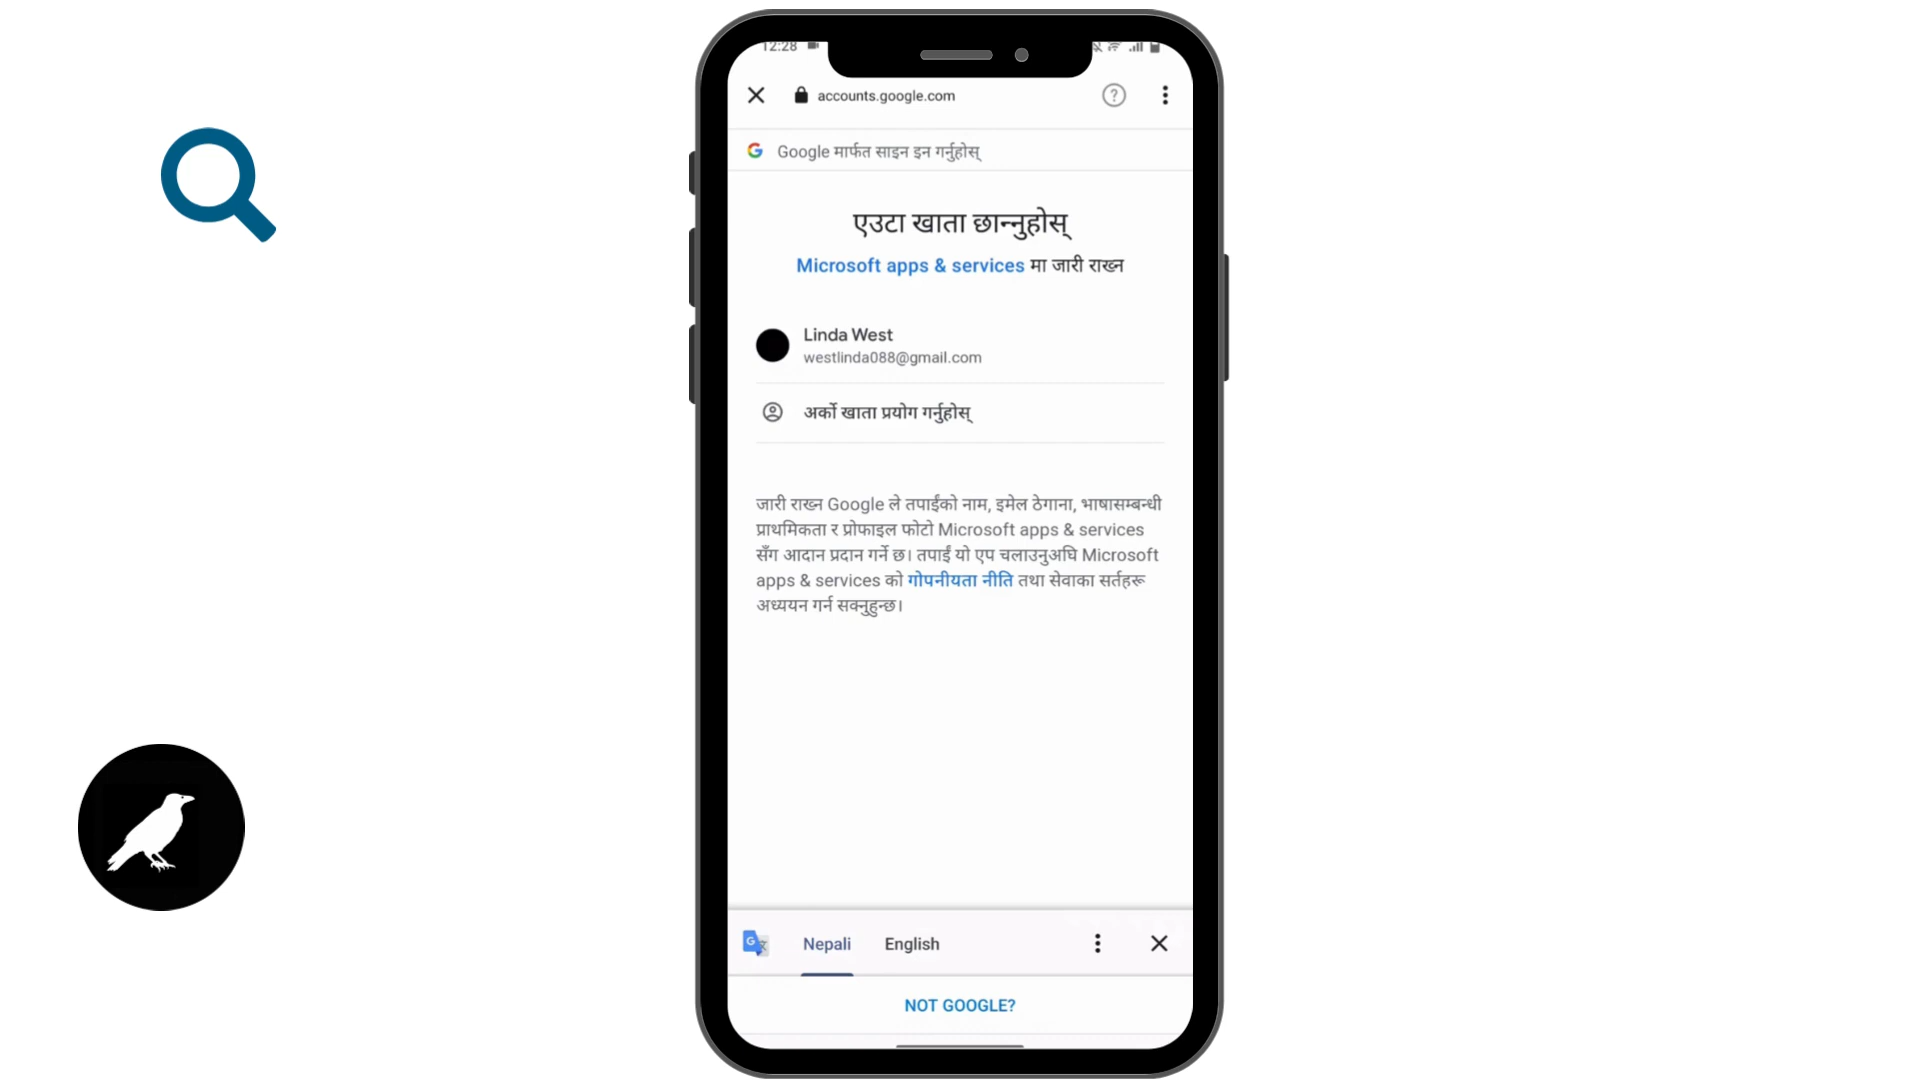 12:28
accounts.google.com
Google मार्फत साइन इन गर्नुहोस्
एउटा खाता छान्नुहोस्
Microsoft apps & services मा जारी राख्न
Linda West
westlinda088@gmail.com
अर्को खाता प्रयोग गर्नुहोस्
जारी राख्न Google ले तपाईंको नाम, इमेल ठेगाना, भाषासम्बन्धी
प्राथमिकता र प्रोफाइल फोटो Microsoft apps & services
सँग आदान प्रदान गर्ने छ। तपाईं यो एप चलाउनुअघि Microsoft
apps & services को गोपनीयता नीति तथा सेवाका सर्तहरू
अध्ययन गर्न सक्नुहुन्छ।
Nepali English
NOT GOOGLE?